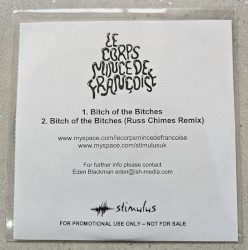 LE
CORPS
MINCE DE
FRANÇOISE
1. Bitch of the Bitches
2. Bitch of the Bitches (Russ Chimes Remix)
www.myspace.com/lecorpsmincedefrancoise
www.myspace.com/stimulusuk
For further info please contact
Eden Blackman eden@ish-media.com
stimulus
FOR PROMOTIONAL USE ONLY – NOT FOR SALE